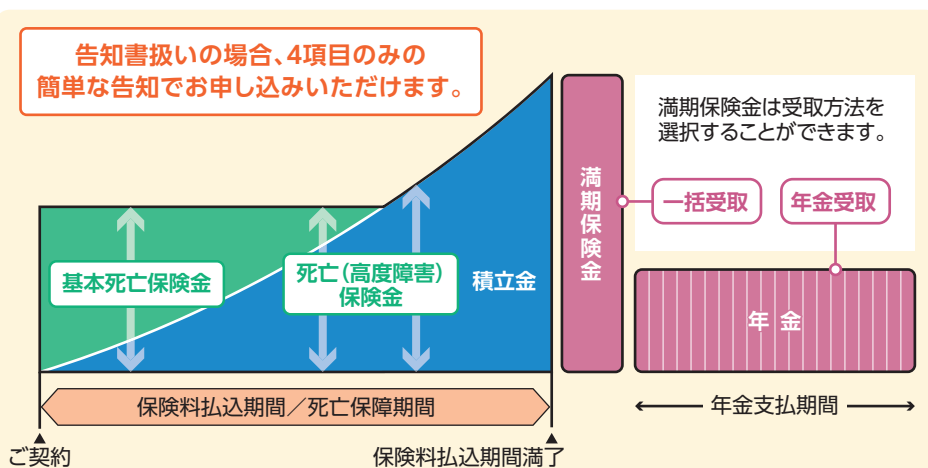 告知書扱いの場合、4項目のみの
簡単な告知でお申し込みいただけます。
満期保険金は受取方法を
選択することができます。
満期保険金
一括受取
年金受取
基本死亡保険金
死亡(高度障害)
保険金
積立金
年金
保険料払込期間／死亡保障期間
年金支払期間
ご契約
保険料払込期間満了